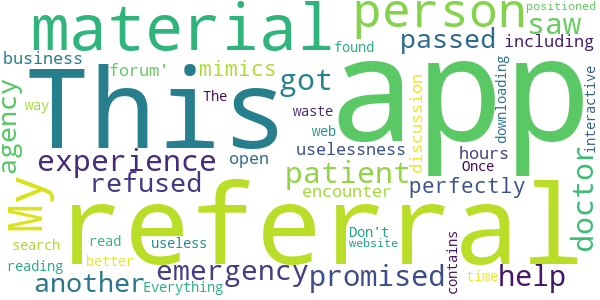 positioned
material person saw
business passed including
forum' mimics got found
This app
agency way The waste web discussion downloading interactive
experience open uselessness hours Once
refused patient encounter perfectly doctor
My referral
search read useless Don't website
reading better another Everything
emergency promised contains time help